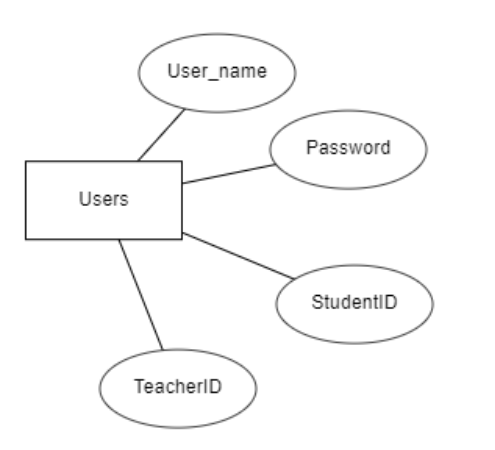 User_name
Password
Users
StudentID
TeacherID